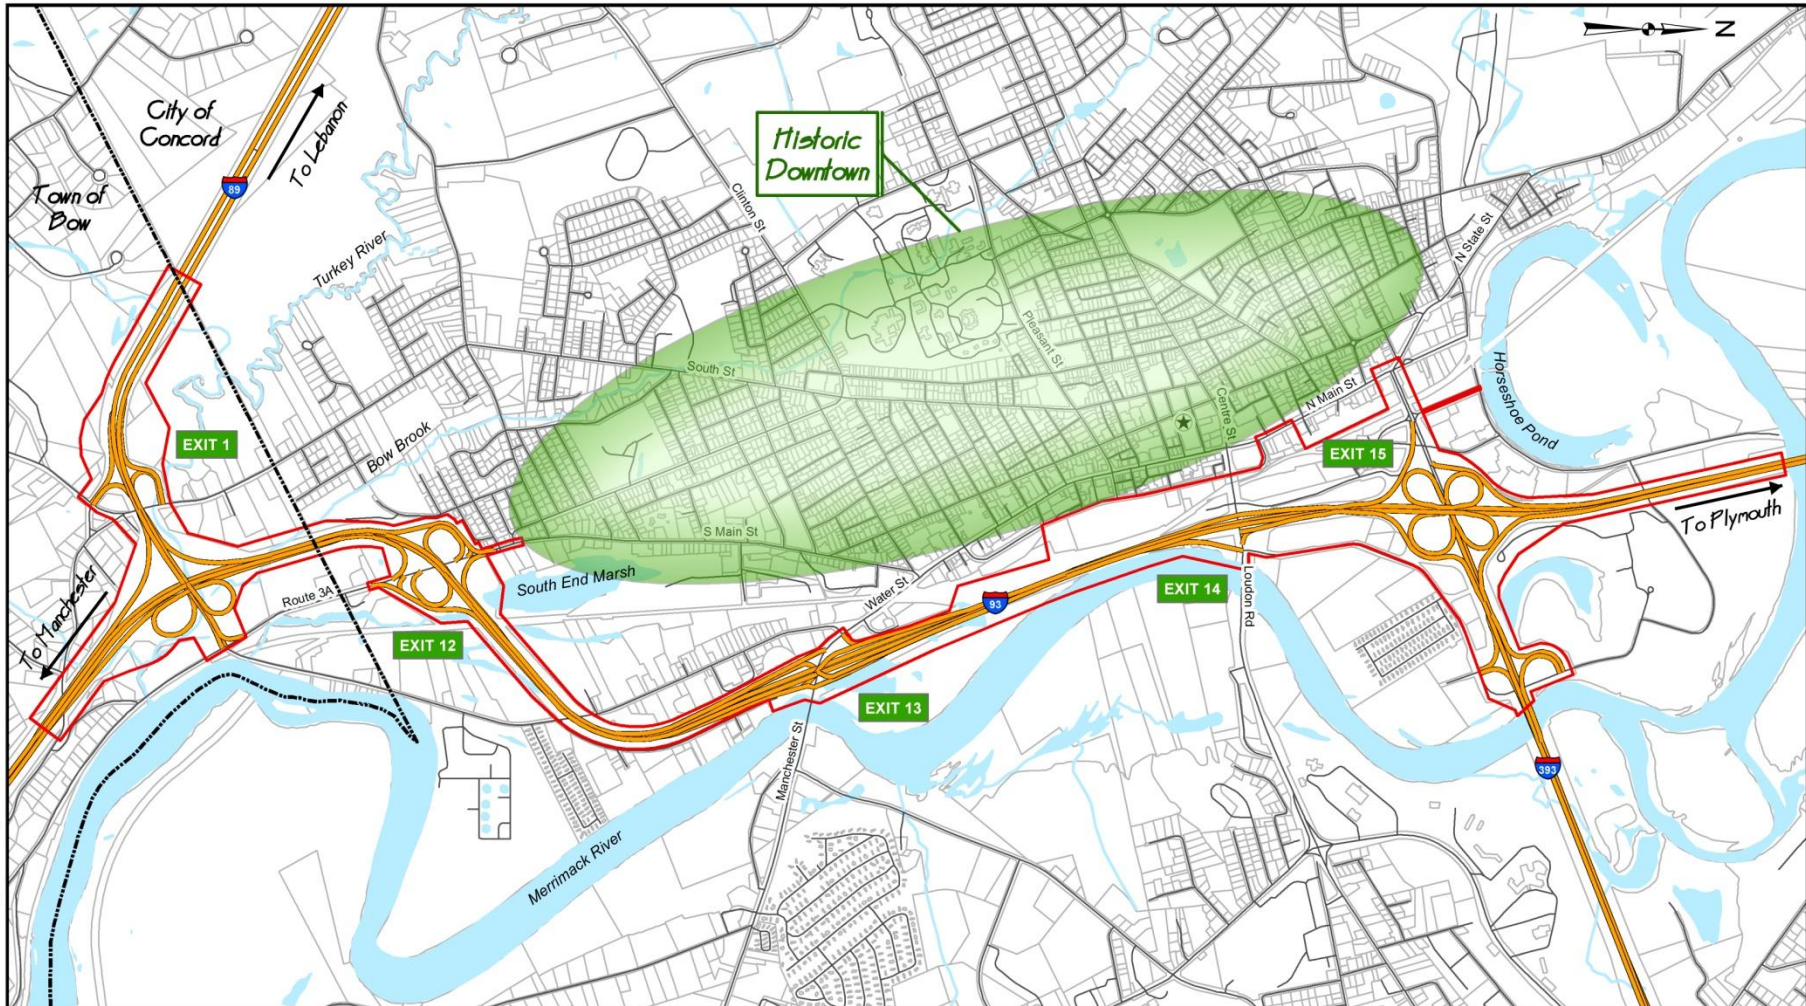 N
City of
Concord
To Lebanon
89
Town of
Bow
Turkey River
Clinton St
Historic
Downtown
N State St
Pleasant St
South St
Horseshoe Pond
N Main St
Centre St
EXIT 1
Bow Brook
EXIT 15
To Plymouth
S Main St
South End Marsh
Route 3A
To Manchester
Water St
93
EXIT 14
Loudon Rd
EXIT 12
EXIT 13
Manchester St
393
Merrimack River